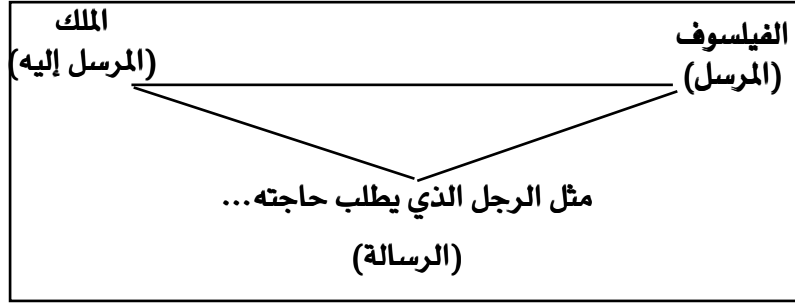 الفيلسوف
(المرسل)
الملك
(المرسل إليه)
مثل الرجل الذي يطلب حاجته...
(الرسالة)